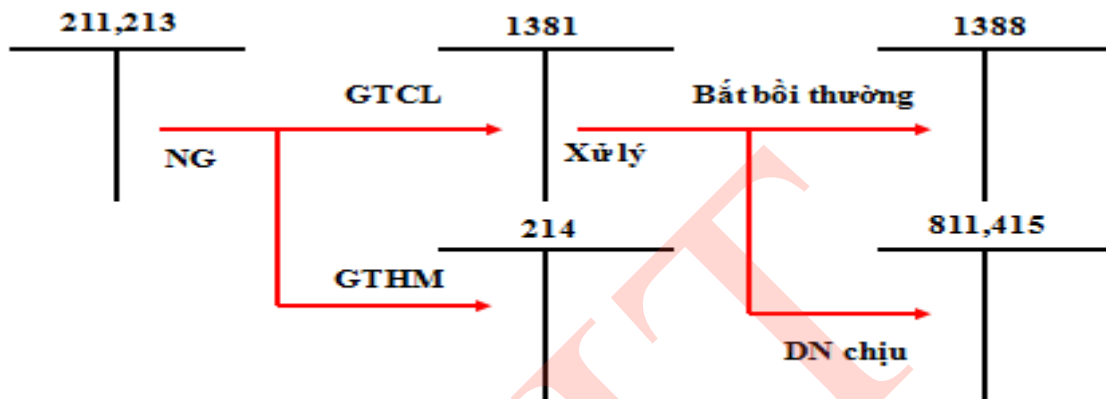 211,213
1381
1388
GTCL
Bắt bồi thường
NG
Xử lý
214
811,415
GTHM
DN chịu